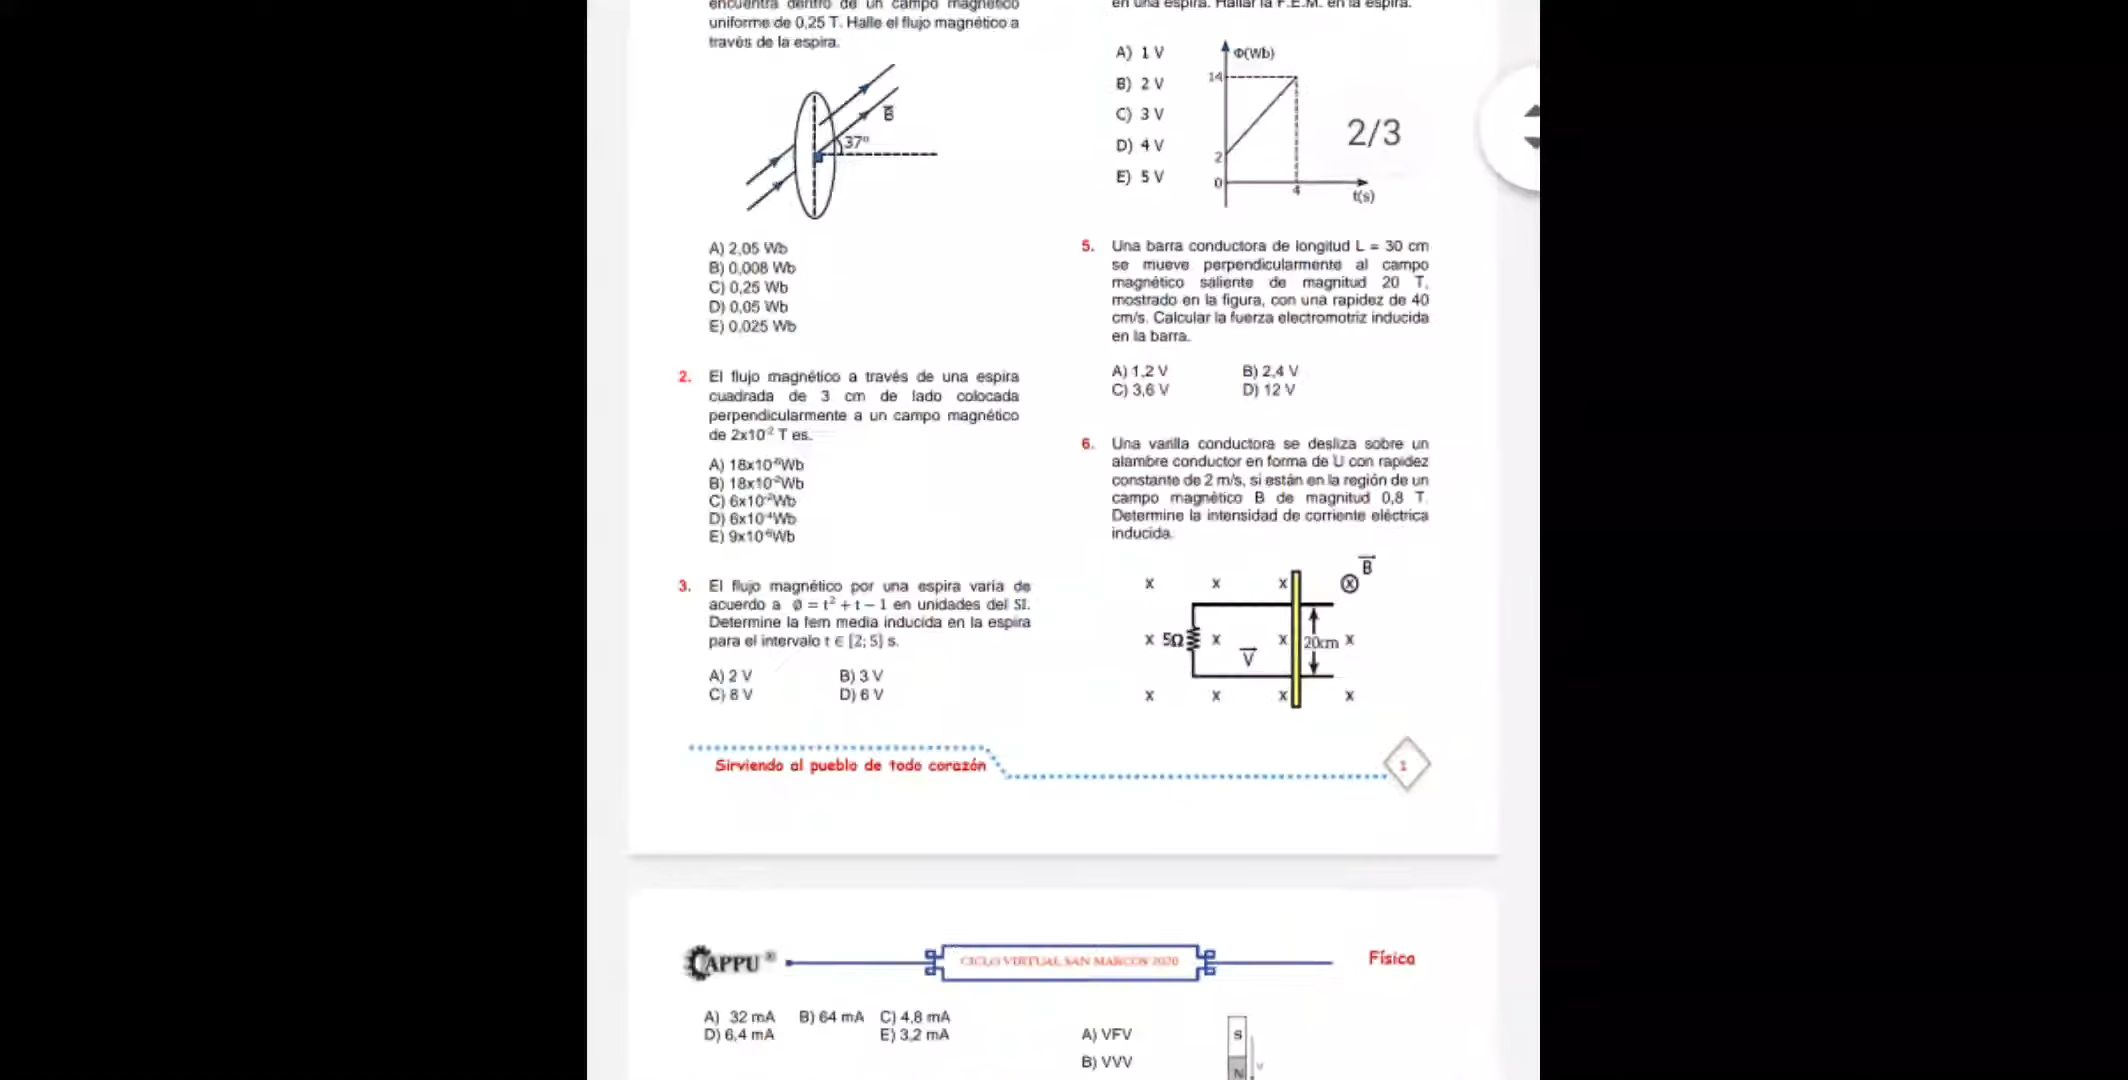 encuentra dentro de un campo magnético
uniforme de 0,25 T. Halle el flujo magnético a
través de la espira.
B
37º
A) 2,05 Wb
B) 0,008 Wb
C) 0,25 Wb
D) 0,05 Wb
E) 0,025 Wb
2. El flujo magnético a través de una espira
cuadrada de 3 cm de lado colocada
perpendicularmente a un campo magnético
de 2x10⁻² T es.
A) 18x10⁻⁶Wb
B) 18x10⁻²Wb
C) 6x10⁻²Wb
D) 6x10⁻⁴Wb
E) 9x10⁻⁶Wb
3. El flujo magnético por una espira varia de
acuerdo a ∅ = t² + t − 1 en unidades del SI.
Determine la fem media inducida en la espira
para el intervalo t ∈ [2; 5] s.
A) 2 V B) 3 V
C) 8 V D) 6 V
en una espira. Hallar la F.E.M. en la espira.
A) 1 V
B) 2 V
C) 3 V
D) 4 V
E) 5 V
Φ(Wb)
14
2
0
4
t(s)
2/3
5. Una barra conductora de longitud L = 30 cm
se mueve perpendicularmente al campo
magnético saliente de magnitud 20 T,
mostrado en la figura, con una rapidez de 40
cm/s. Calcular la fuerza electromotriz inducida
en la barra.
A) 1,2 V B) 2,4 V
C) 3,6 V D) 12 V
6. Una varilla conductora se desliza sobre un
alambre conductor en forma de U con rapidez
constante de 2 m/s, si están en la región de un
campo magnético B de magnitud 0,8 T.
Determine la intensidad de corriente eléctrica
inducida.
B
x x x
x 5Ω x x 20cm x
V
x x x x
Sirviendo al pueblo de todo corazón
1
CAPPU ®
CICLO VIRTUAL SAN MARCOS 2020
Física
A) 32 mA B) 64 mA C) 4,8 mA
D) 6,4 mA E) 3,2 mA
A) VFV
B) VVV
S
N
v